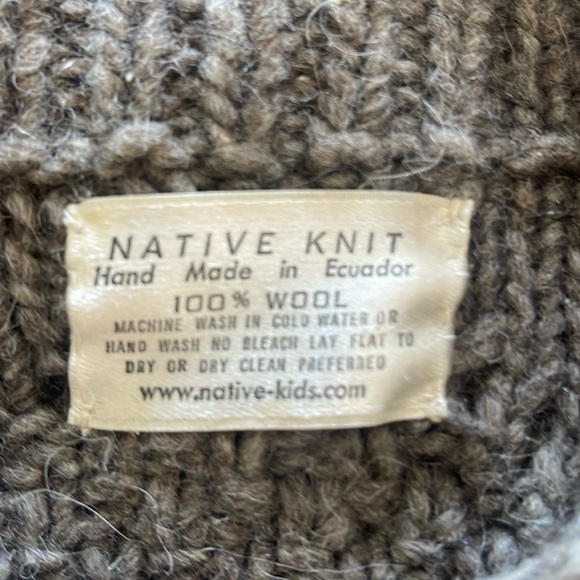 NATIVE KNIT
Hand Made in Ecuador
100% WOOL
MACHINE WASH IN COLD WATER OR
HAND WASH NO BLEACH LAY FLAT TO
DRY OR DRY CLEAN PREFERRED
www.native-kids.com